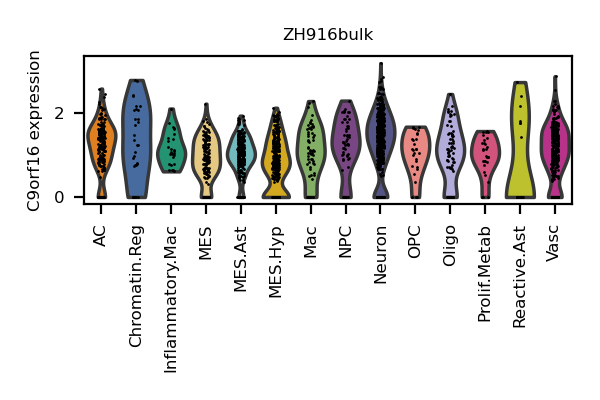 ZH916bulk
C9orf16 expression
2
0
AC
Chromatin.Reg
Inflammatory.Mac
MES
MES.Ast
MES.Hyp
Mac
NPC
Neuron
OPC
Oligo
Prolif.Metab
Reactive.Ast
Vasc